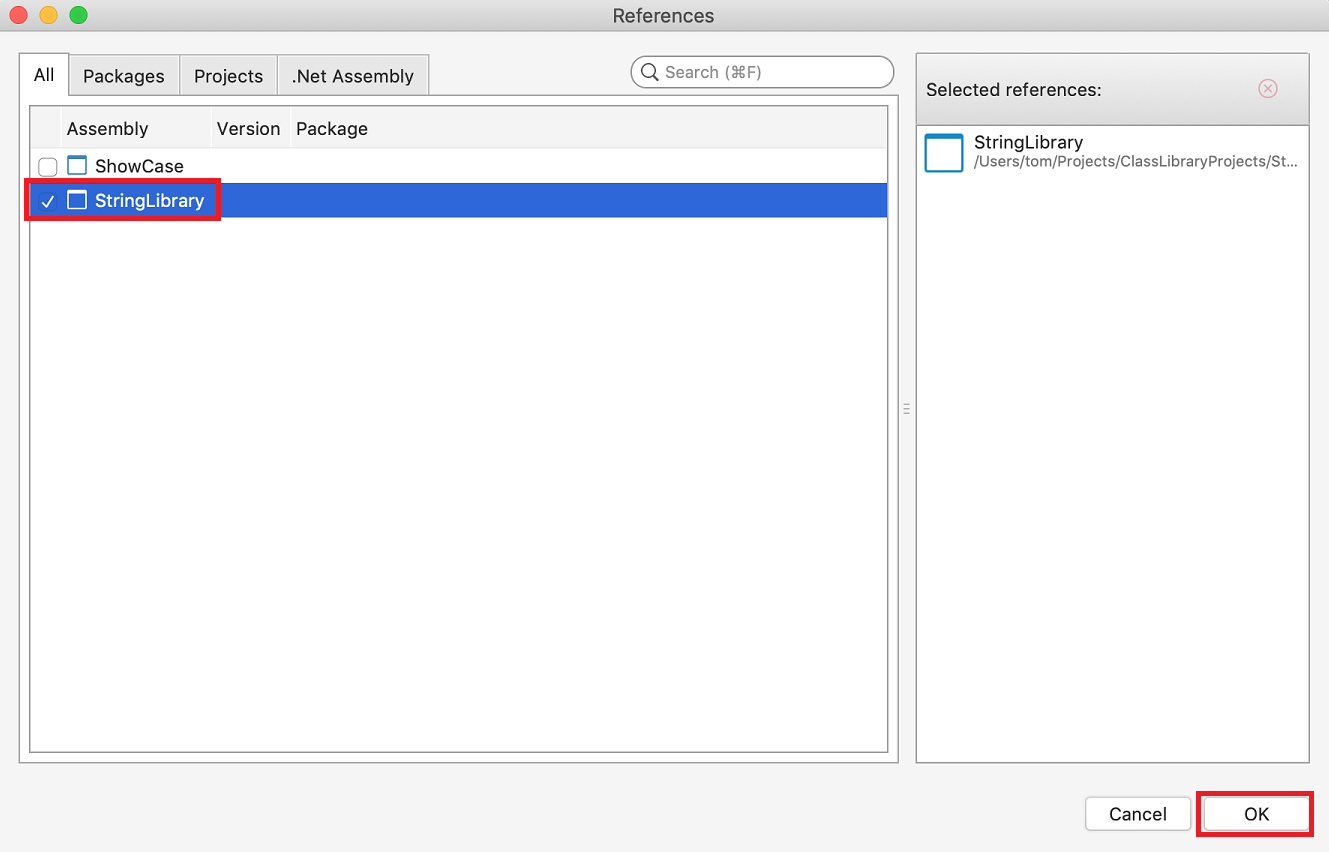 References
All Packages Projects .Net Assembly
Search (⌘F)
Selected references:
Assembly Version Package
ShowCase
StringLibrary
StringLibrary
/Users/tom/Projects/ClassLibraryProjects/St...
Cancel OK